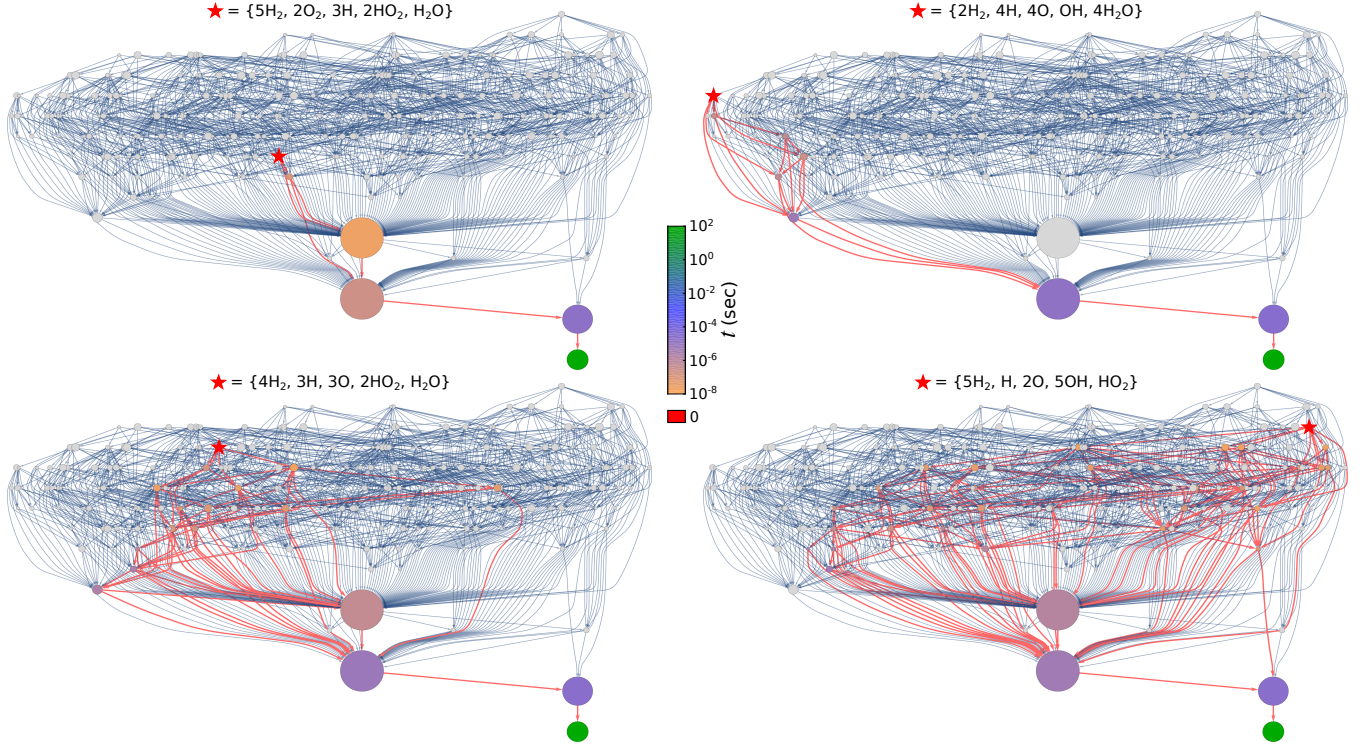 ★ = {5H₂, 2O₂, 3H, 2HO₂, H₂O}
★ = {2H₂, 4H, 4O, OH, 4H₂O}
10²
10⁰
10⁻²
10⁻⁴
10⁻⁶
10⁻⁸
0
t (sec)
★ = {4H₂, 3H, 3O, 2HO₂, H₂O}
★ = {5H₂, H, 2O, 5OH, HO₂}